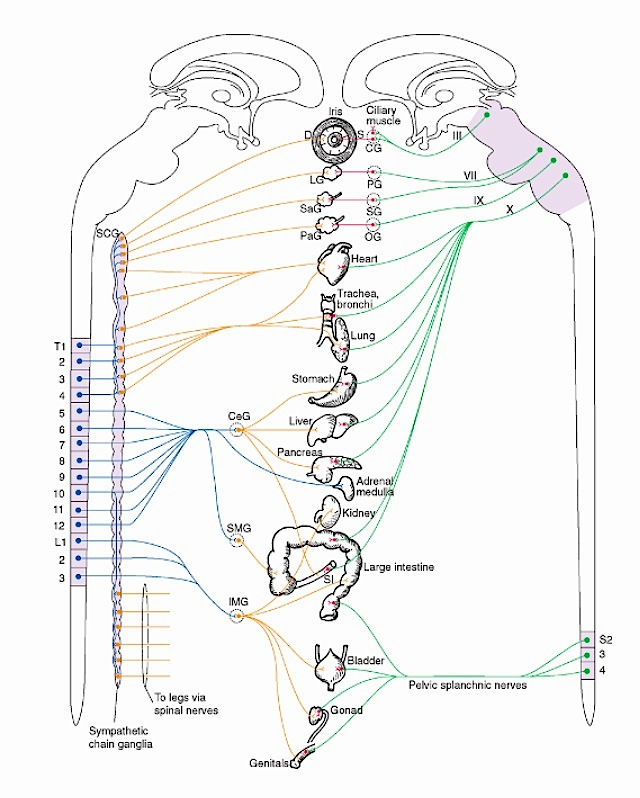 Iris
Ciliary
muscle
D
S
CG
III
LG
PG
VII
SaG
SG
IX
PaG
OG
X
SCG
Heart
Trachea,
bronchi
Lung
T1
2
3
4
5
6
7
8
9
10
11
12
L1
2
3
Stomach
CeG
Liver
Pancreas
Adrenal
medulla
Kidney
SMG
Large intestine
SI
IMG
S2
3
4
Bladder
Pelvic splanchnic nerves
To legs via
spinal nerves
Gonad
Sympathetic
chain ganglia
Genitals